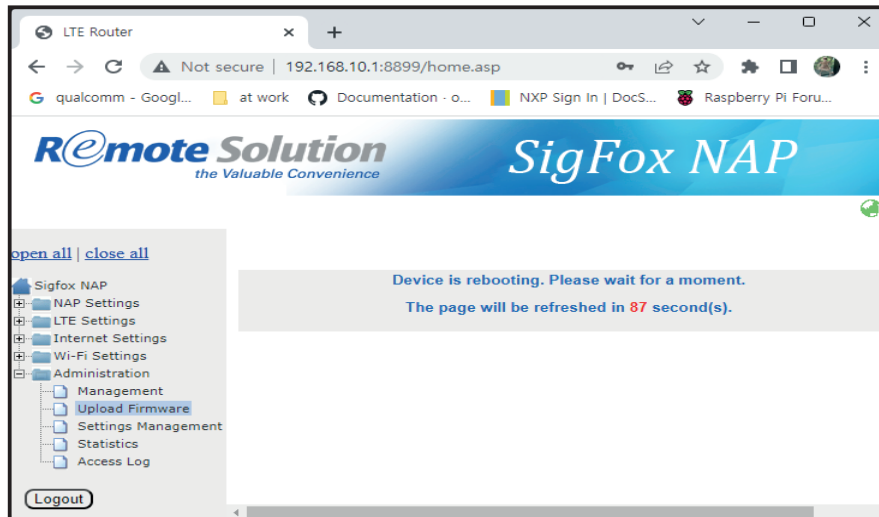 LTE Router
Not secure | 192.168.10.1:8899/home.asp
qualcomm - Googl... at work Documentation · o... NXP Sign In | DocS... Raspberry Pi Foru...
Remote Solution
the Valuable Convenience
SigFox NAP
open all | close all
Sigfox NAP
NAP Settings
LTE Settings
Internet Settings
Wi-Fi Settings
Administration
Management
Upload Firmware
Settings Management
Statistics
Access Log
Logout
Device is rebooting. Please wait for a moment.
The page will be refreshed in 87 second(s).